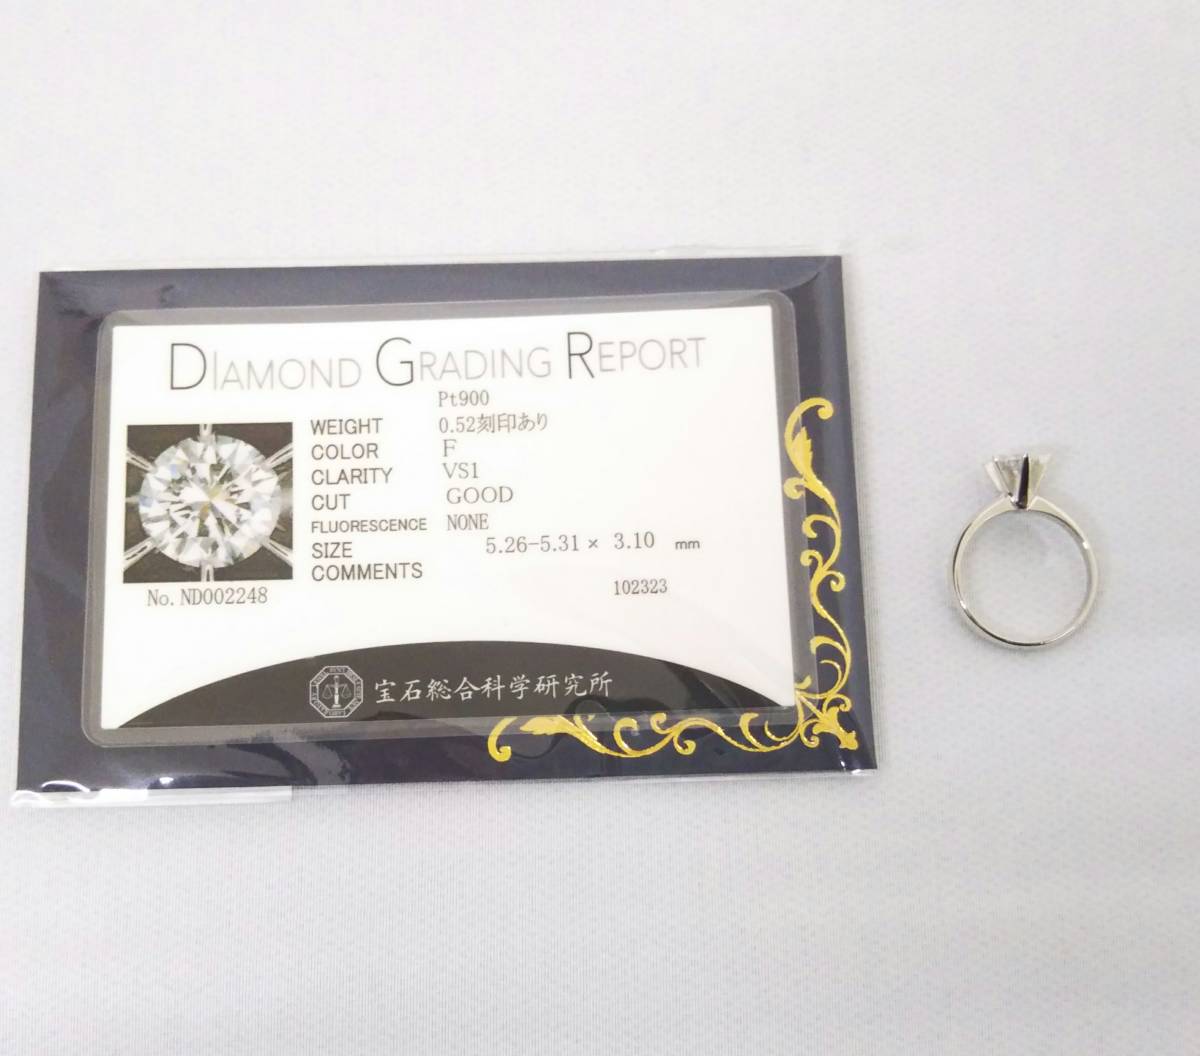 DIAMOND GRADING REPORT
Pt900
WEIGHT 0.52刻印あり
COLOR F
CLARITY VS1
CUT GOOD
FLUORESCENCE NONE
SIZE 5.26-5.31 × 3.10 mm
COMMENTS
No. ND002248
102323
宝石総合科学研究所